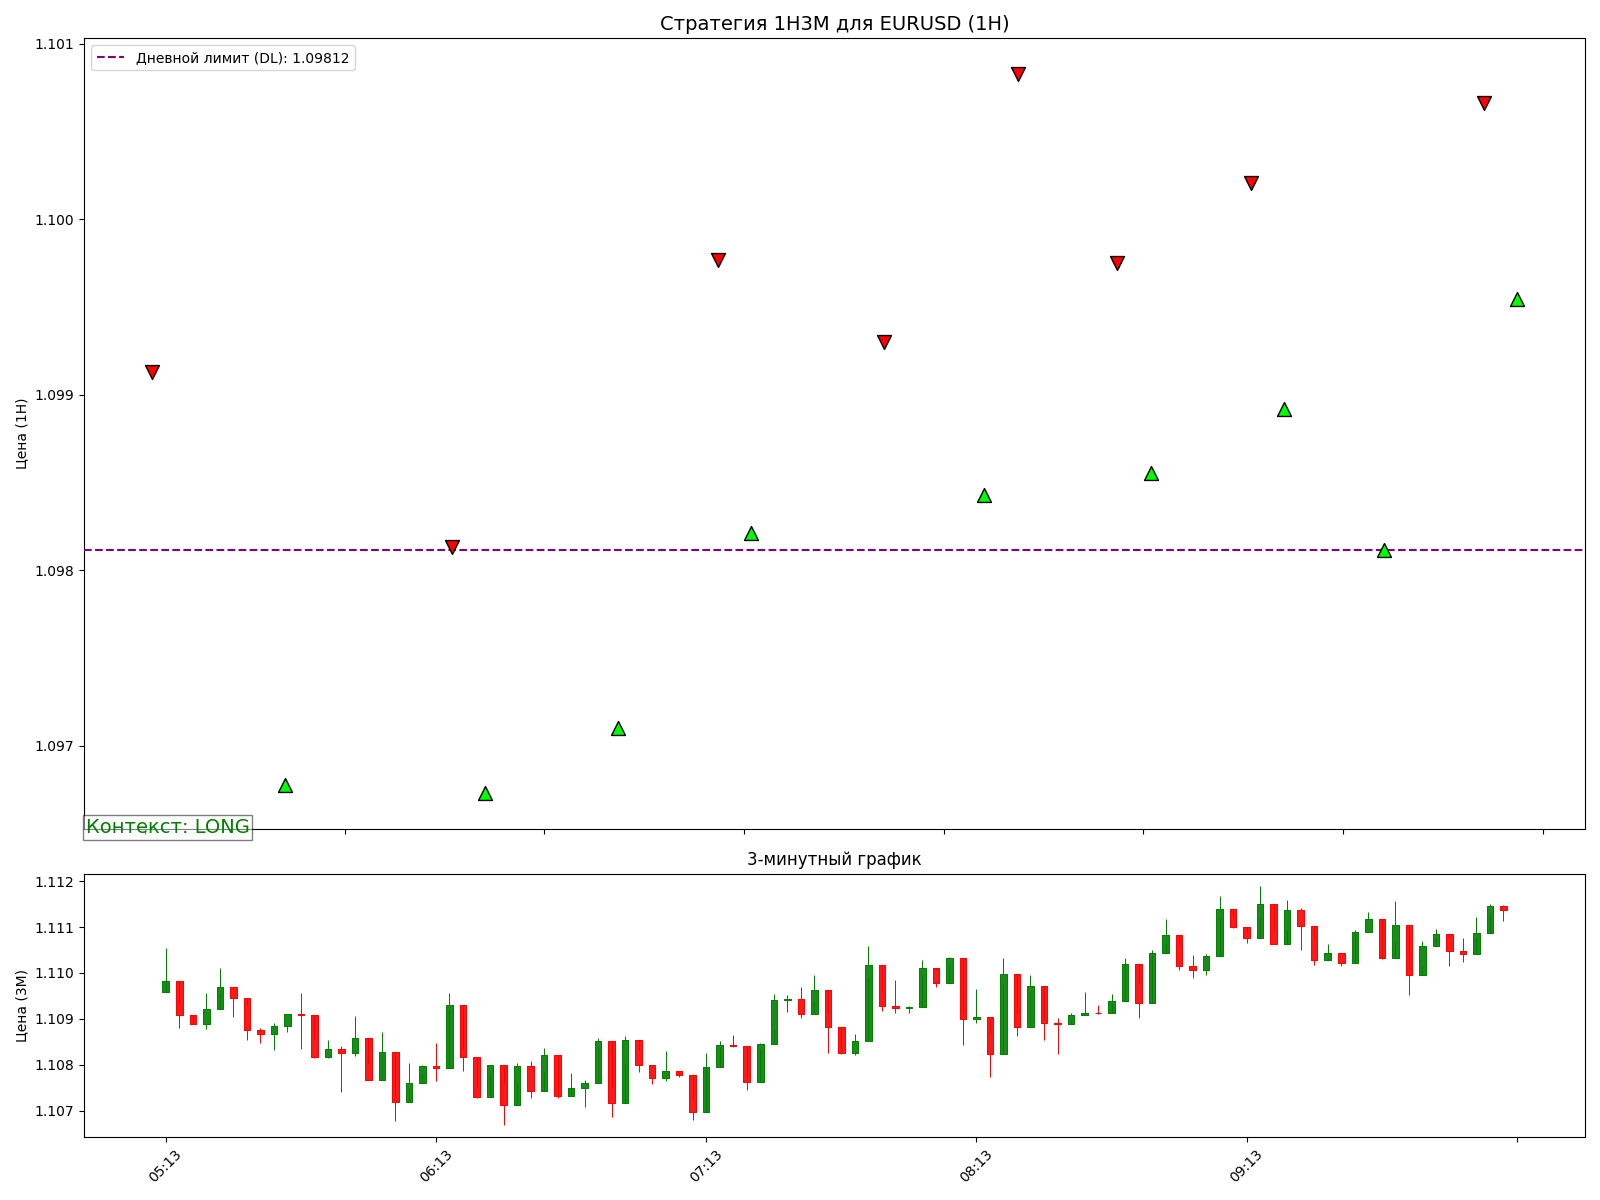 Стратегия 1H3M для EURUSD (1H)
Дневной лимит (DL): 1.09812
1.101
1.100
1.099
1.098
1.097
Цена (1H)
Контекст: LONG
3-минутный график
1.112
1.111
1.110
1.109
1.108
1.107
Цена (3M)
05:13
06:13
07:13
08:13
09:13